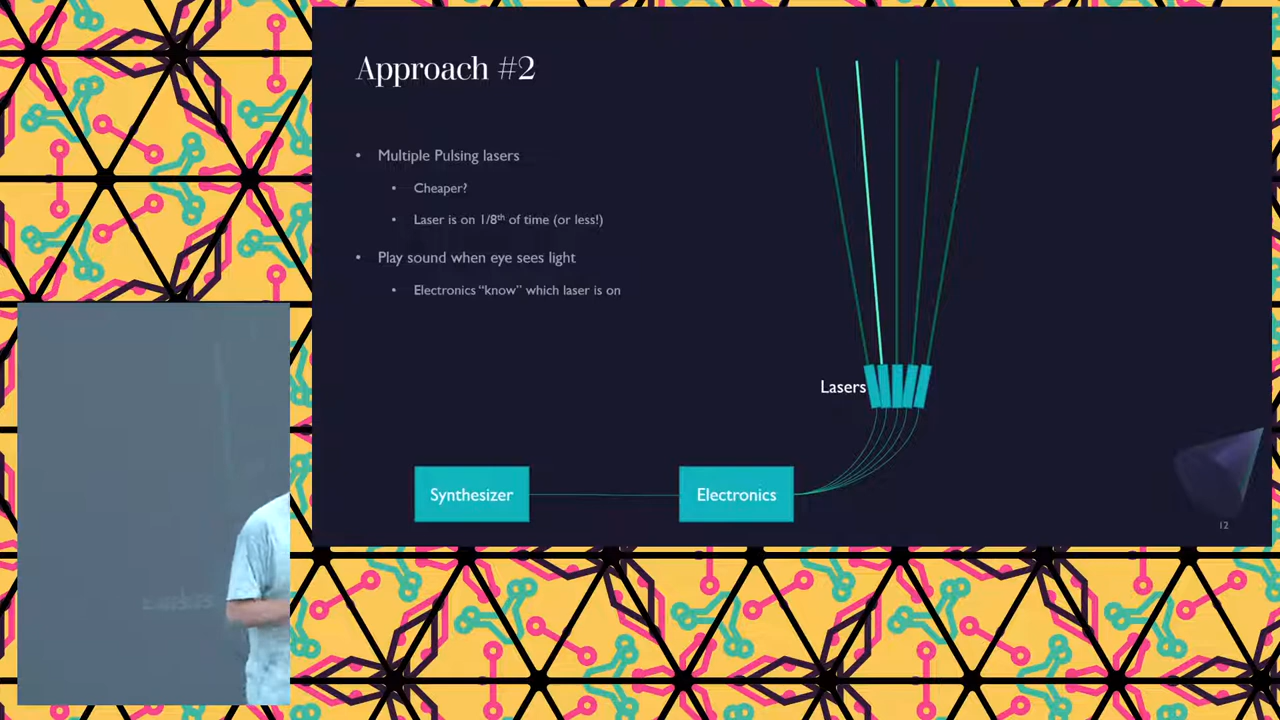 Approach #2
• Multiple Pulsing lasers
• Cheaper?
• Laser is on 1/8th of time (or less!)
• Play sound when eye sees light
• Electronics “know” which laser is on
Lasers
Synthesizer
Electronics
12